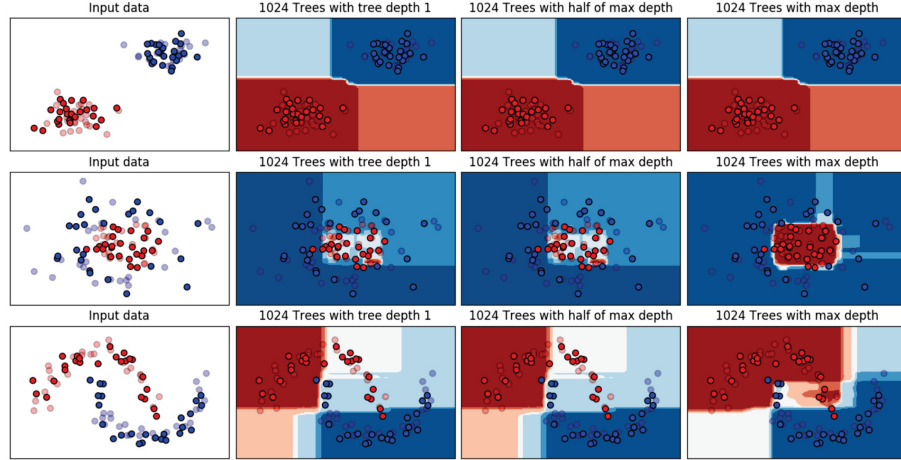 Input data
1024 Trees with tree depth 1
1024 Trees with half of max depth
1024 Trees with max depth
Input data
1024 Trees with tree depth 1
1024 Trees with half of max depth
1024 Trees with max depth
Input data
1024 Trees with tree depth 1
1024 Trees with half of max depth
1024 Trees with max depth